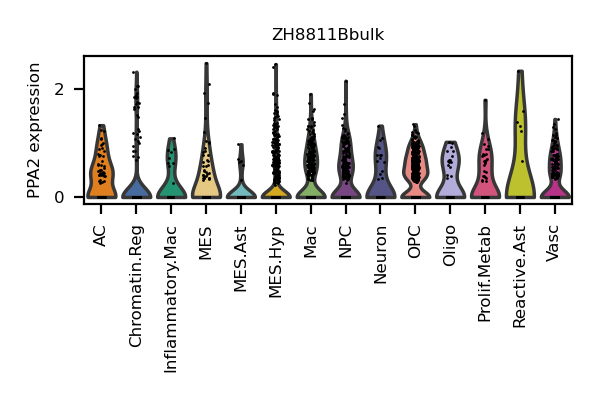 ZH8811Bbulk
PPA2 expression
2
0
AC
Chromatin.Reg
Inflammatory.Mac
MES
MES.Ast
MES.Hyp
Mac
NPC
Neuron
OPC
Oligo
Prolif.Metab
Reactive.Ast
Vasc